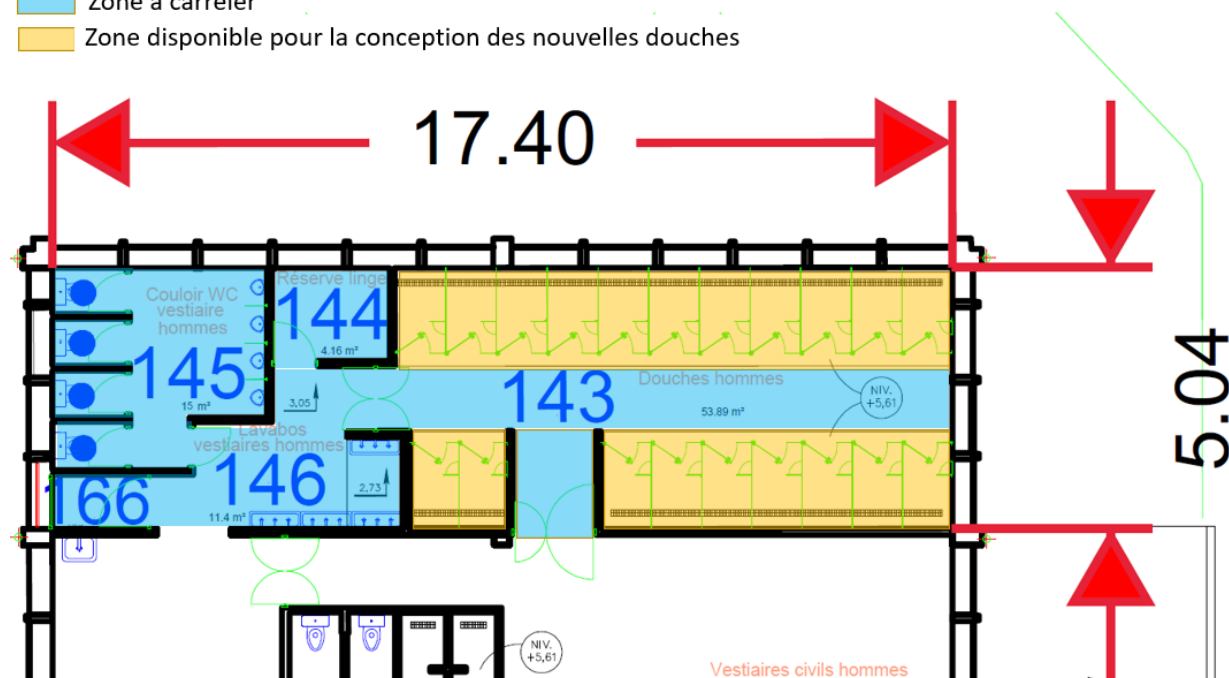 Zone à carreler
Zone disponible pour la conception des nouvelles douches
17.40
5.04
Réserve linge
144
4.16 m²
Couloir WC
vestiaire
hommes
145
15 m²
3,05
143
Douches hommes
53.89 m²
NIV.
+5,61
Lavabos
vestiaires hommes
146
11.4 m²
2,73
166
NIV.
+5,61
Vestiaires civils hommes